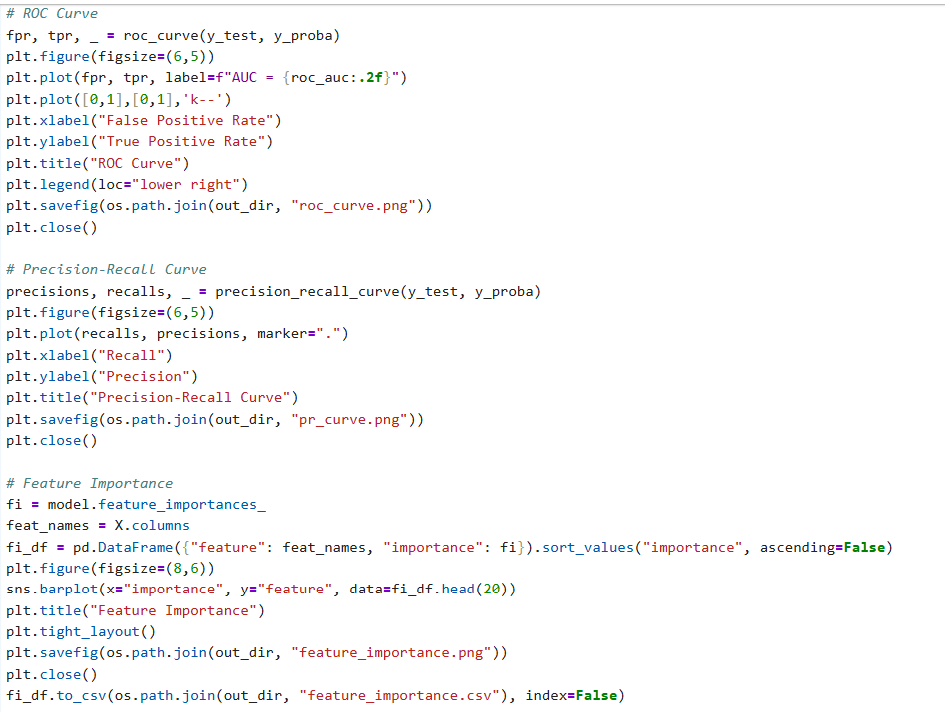 # ROC Curve
fpr, tpr, _ = roc_curve(y_test, y_proba)
plt.figure(figsize=(6,5))
plt.plot(fpr, tpr, label=f"AUC = {roc_auc:.2f}")
plt.plot([0,1],[0,1],'k--')
plt.xlabel("False Positive Rate")
plt.ylabel("True Positive Rate")
plt.title("ROC Curve")
plt.legend(loc="lower right")
plt.savefig(os.path.join(out_dir, "roc_curve.png"))
plt.close()
# Precision-Recall Curve
precisions, recalls, _ = precision_recall_curve(y_test, y_proba)
plt.figure(figsize=(6,5))
plt.plot(recalls, precisions, marker=".")
plt.xlabel("Recall")
plt.ylabel("Precision")
plt.title("Precision-Recall Curve")
plt.savefig(os.path.join(out_dir, "pr_curve.png"))
plt.close()
# Feature Importance
fi = model.feature_importances_
feat_names = X.columns
fi_df = pd.DataFrame({"feature": feat_names, "importance": fi}).sort_values("importance", ascending=False)
plt.figure(figsize=(8,6))
sns.barplot(x="importance", y="feature", data=fi_df.head(20))
plt.title("Feature Importance")
plt.tight_layout()
plt.savefig(os.path.join(out_dir, "feature_importance.png"))
plt.close()
fi_df.to_csv(os.path.join(out_dir, "feature_importance.csv"), index=False)